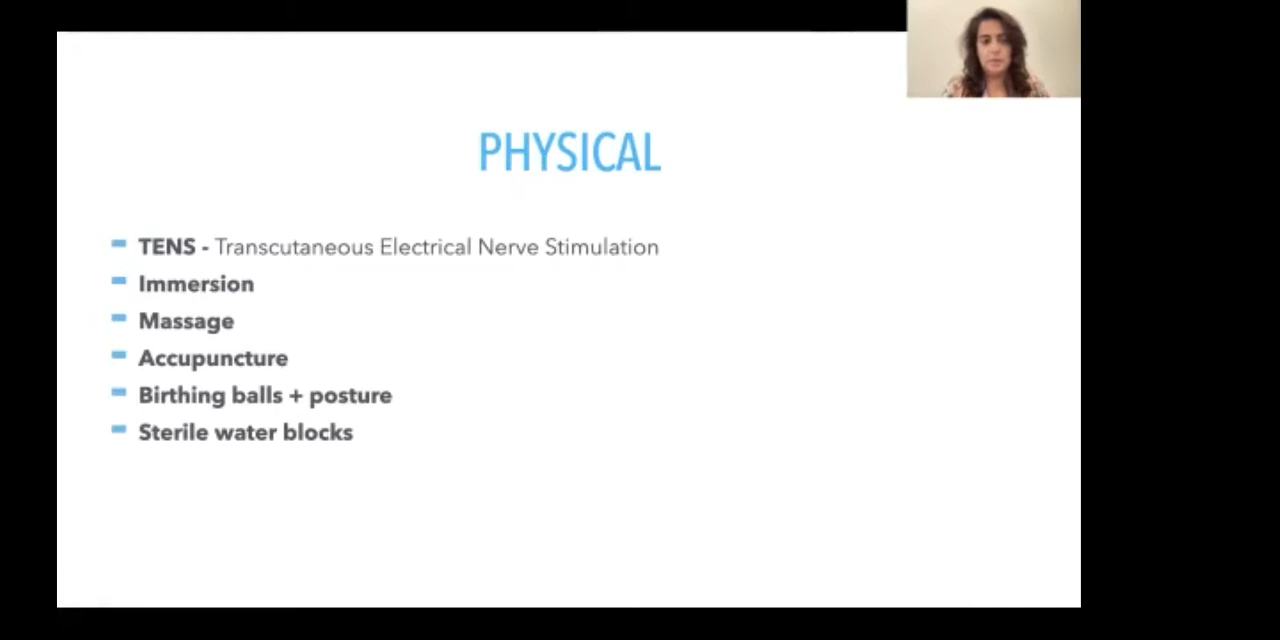 PHYSICAL
TENS - Transcutaneous Electrical Nerve Stimulation
Immersion
Massage
Accupuncture
Birthing balls + posture
Sterile water blocks